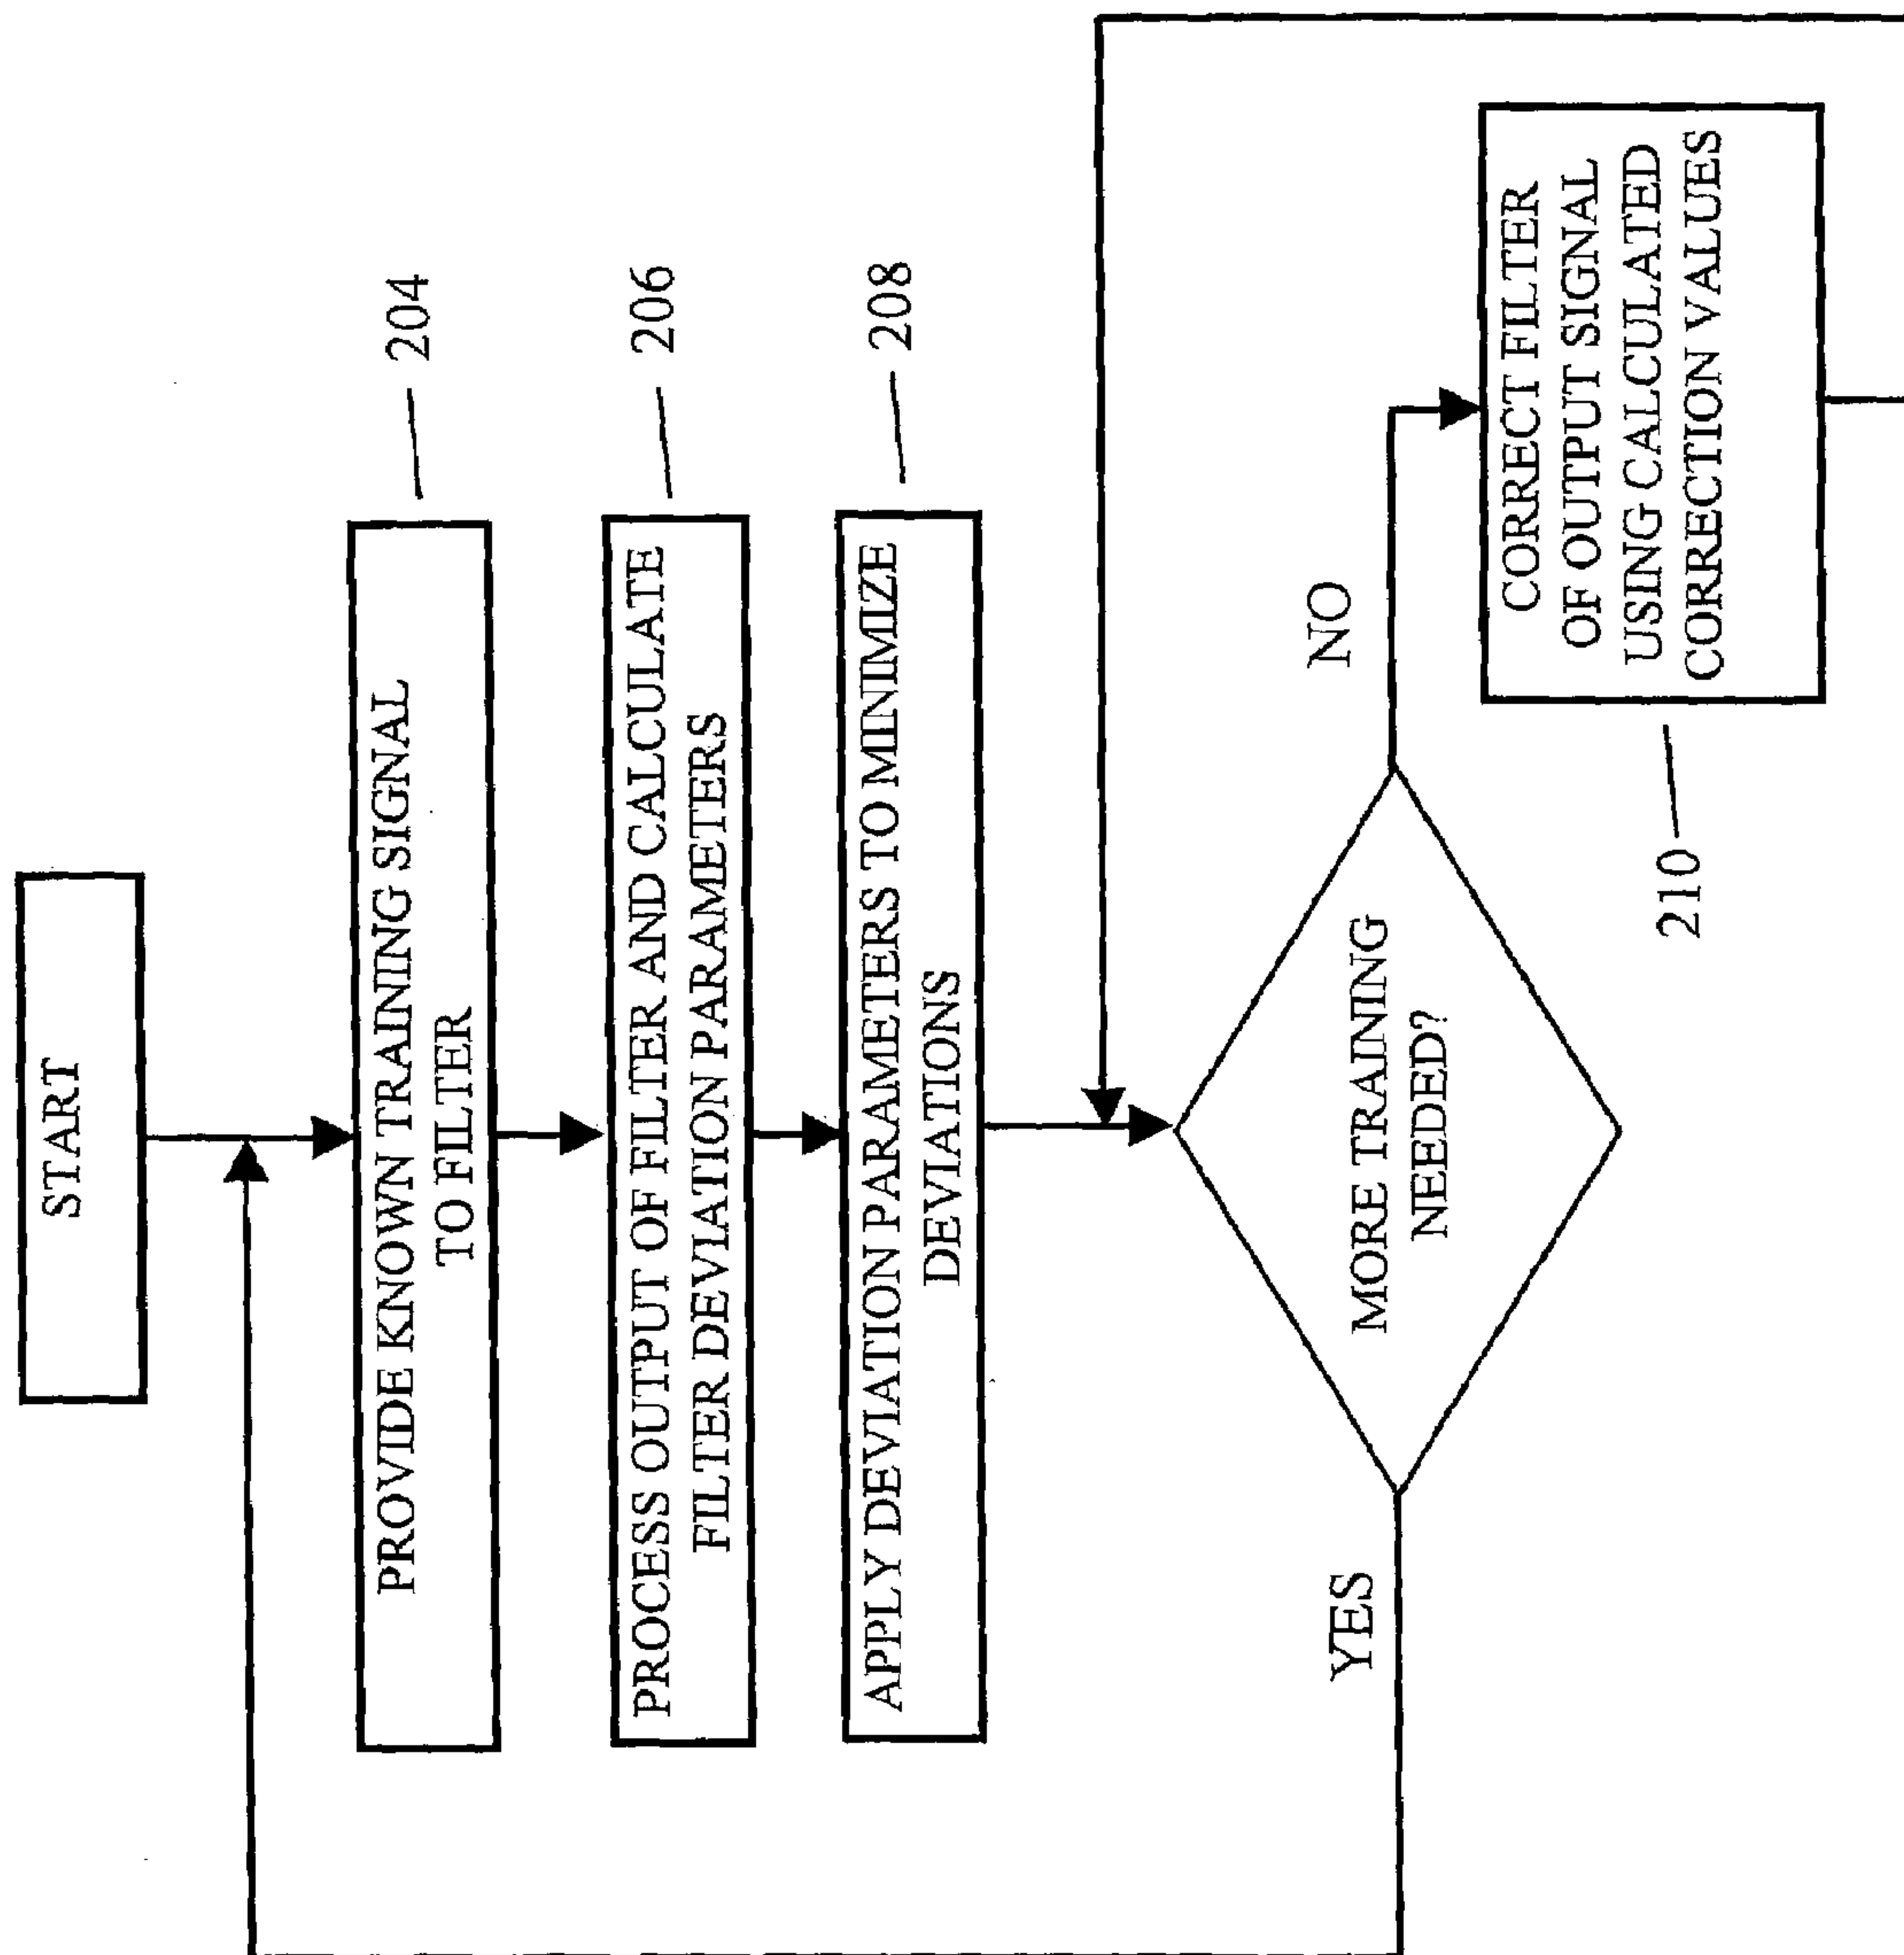 START
PROVIDE KNOWN TRAINING SIGNAL
TO FILTER
204
PROCESS OUTPUT OF FILTER AND CALCULATE
FILTER DEVIATION PARAMETERS
206
APPLY DEVIATION PARAMETERS TO MINIMIZE
DEVIATIONS
208
MORE TRAINING
NEEDED?
YES
NO
CORRECT FILTER
OF OUTPUT SIGNAL
USING CALCULATED
CORRECTION VALUES
210